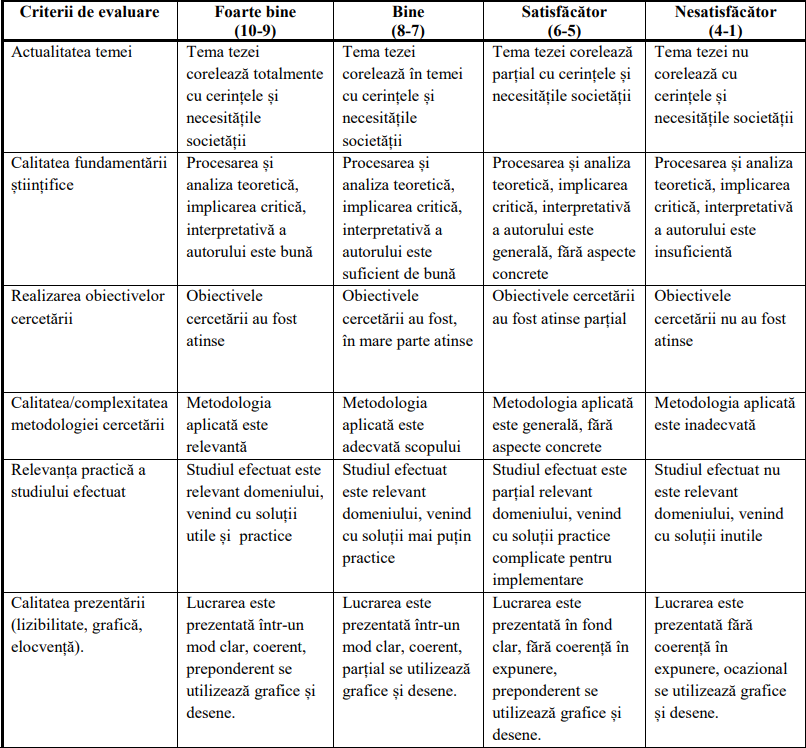 Criterii de evaluare
Foarte bine
(10-9)
Bine
(8-7)
Satisfăcător
(6-5)
Nesatisfăcător
(4-1)
Actualitatea temei
Tema tezei
corelează totalmente
cu cerințele și
necesitățile
societății
Tema tezei
corelează în temei
cu cerințele și
necesitățile
societății
Tema tezei corelează
parțial cu cerințele și
necesitățile societății
Tema tezei nu
corelează cu
cerințele și
necesitățile societății
Calitatea fundamentării
științifice
Procesarea și
analiza teoretică,
implicarea critică,
interpretativă a
autorului este bună
Procesarea și
analiza teoretică,
implicarea critică,
interpretativă a
autorului este
suficient de bună
Procesarea și analiza
teoretică, implicarea
critică, interpretativă
a autorului este
generală, fără aspecte
concrete
Procesarea și analiza
teoretică, implicarea
critică, interpretativă
a autorului este
insuficientă
Realizarea obiectivelor
cercetării
Obiectivele
cercetării au fost
atinse
Obiectivele
cercetării au fost,
în mare parte atinse
Obiectivele cercetării
au fost atinse parțial
Obiectivele
cercetării nu au fost
atinse
Calitatea/complexitatea
metodologiei cercetării
Metodologia
aplicată este
relevantă
Metodologia
aplicată este
adecvată scopului
Metodologia aplicată
este generală, fără
aspecte concrete
Metodologia aplicată
este inadecvată
Relevanța practică a
studiului efectuat
Studiul efectuat este
relevant domeniului,
venind cu soluții
utile și practice
Studiul efectuat
este relevant
domeniului, venind
cu soluții mai puțin
practice
Studiul efectuat este
parțial relevant
domeniului, venind
cu soluții practice
complicate pentru
implementare
Studiul efectuat nu
este relevant
domeniului, venind
cu soluții inutile
Calitatea prezentării
(lizibilitate, grafică,
elocvență).
Lucrarea este
prezentată într-un
mod clar, coerent,
preponderent se
utilizează grafice și
desene.
Lucrarea este
prezentată într-un
mod clar, coerent,
parțial se utilizează
grafice și desene.
Lucrarea este
prezentată în fond
clar, fără coerență în
expunere,
preponderent se
utilizează grafice și
desene.
Lucrarea este
prezentată fără
coerență în
expunere, ocazional
se utilizează grafice
și desene.